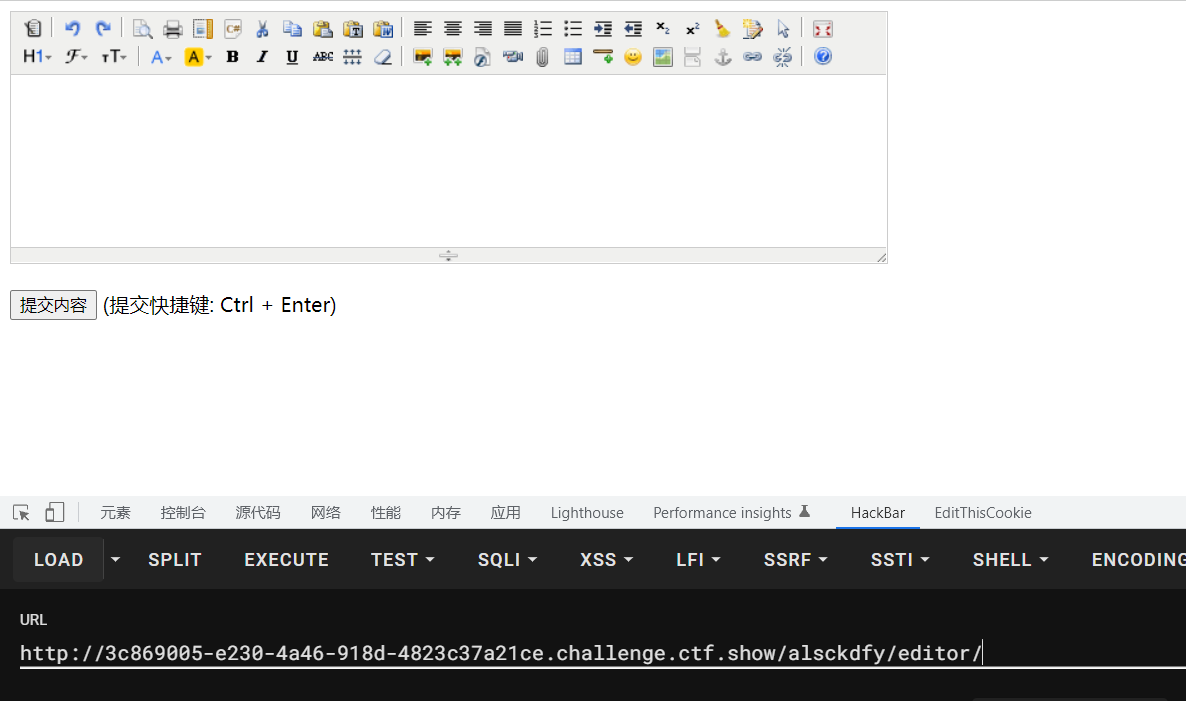 H1 F тT A A B I U ABC
提交内容 (提交快捷键: Ctrl + Enter)
元素 控制台 源代码 网络 性能 内存 应用 Lighthouse Performance insights HackBar EditThisCookie
LOAD SPLIT EXECUTE TEST SQLI XSS LFI SSRF SSTI SHELL ENCODING
URL
http://3c869005-e230-4a46-918d-4823c37a21ce.challenge.ctf.show/alsckdfy/editor/